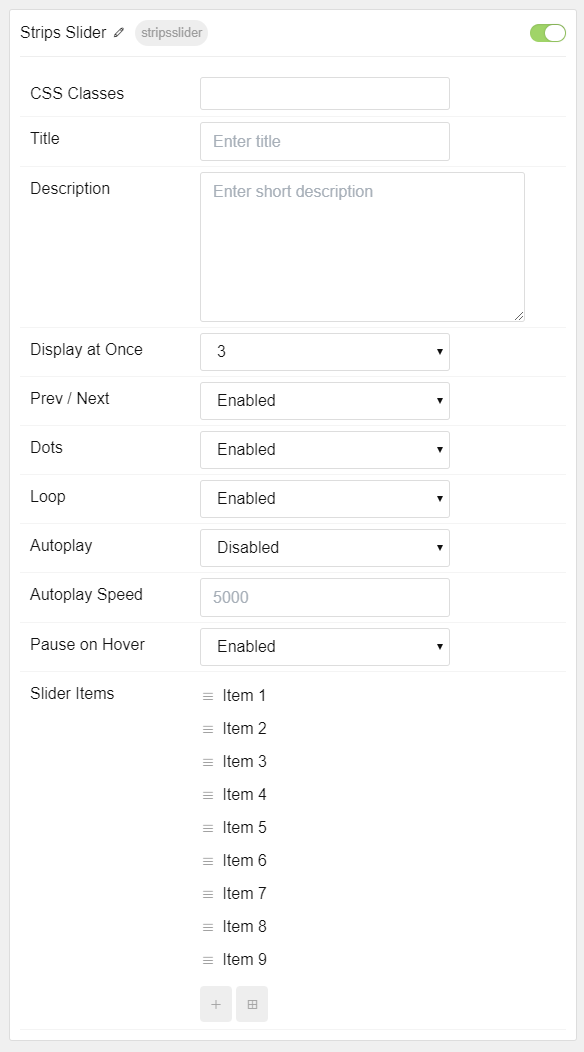 Strips Slider stripsslider
CSS Classes
Title Enter title
Description Enter short description
Display at Once 3
Prev / Next Enabled
Dots Enabled
Loop Enabled
Autoplay Disabled
Autoplay Speed 5000
Pause on Hover Enabled
Slider Items Item 1
Item 2
Item 3
Item 4
Item 5
Item 6
Item 7
Item 8
Item 9